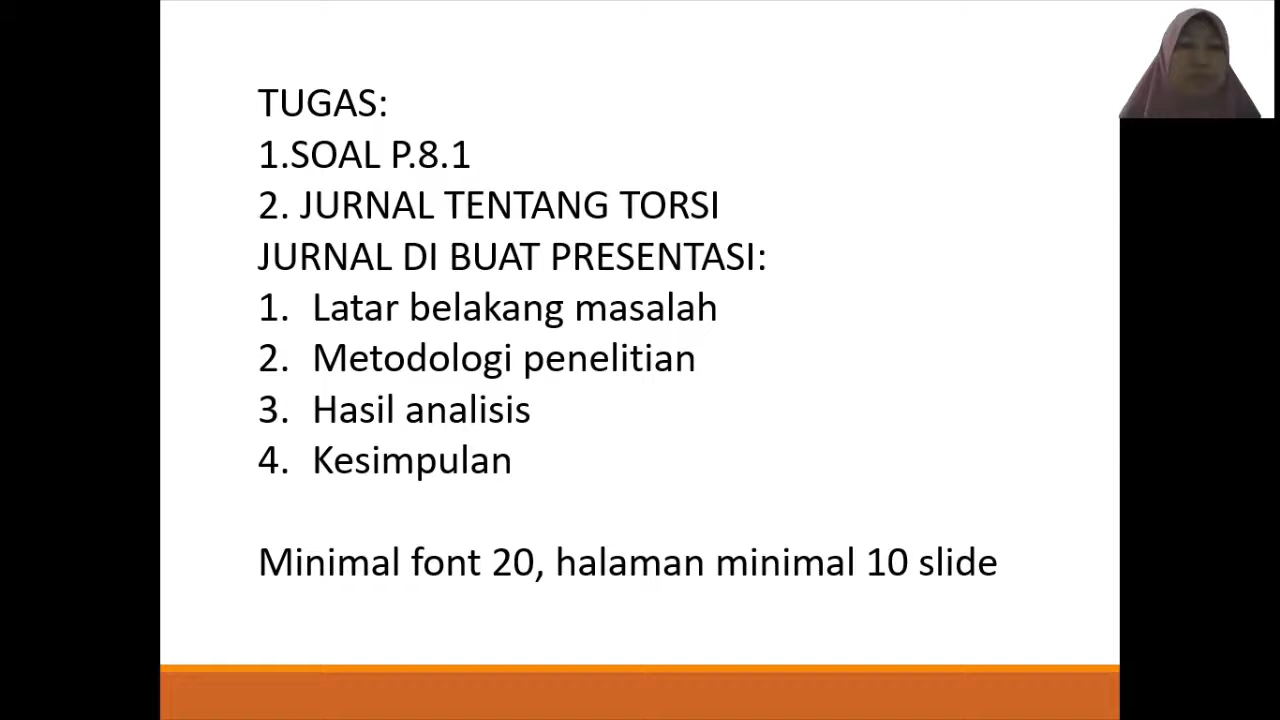 TUGAS:
1.SOAL P.8.1
2. JURNAL TENTANG TORSI
JURNAL DI BUAT PRESENTASI:
1. Latar belakang masalah
2. Metodologi penelitian
3. Hasil analisis
4. Kesimpulan
Minimal font 20, halaman minimal 10 slide